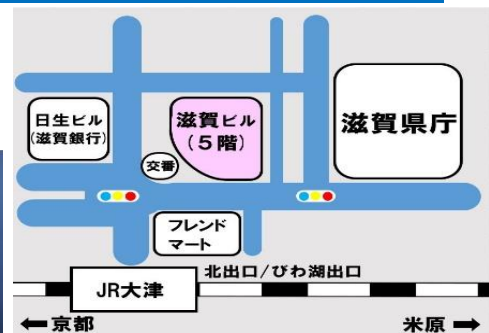 日生ビル
(滋賀銀行)
滋賀ビル
(5階)
滋賀県庁
交番
フレンド
マート
北出口/びわ湖出口
JR大津
←京都
米原→